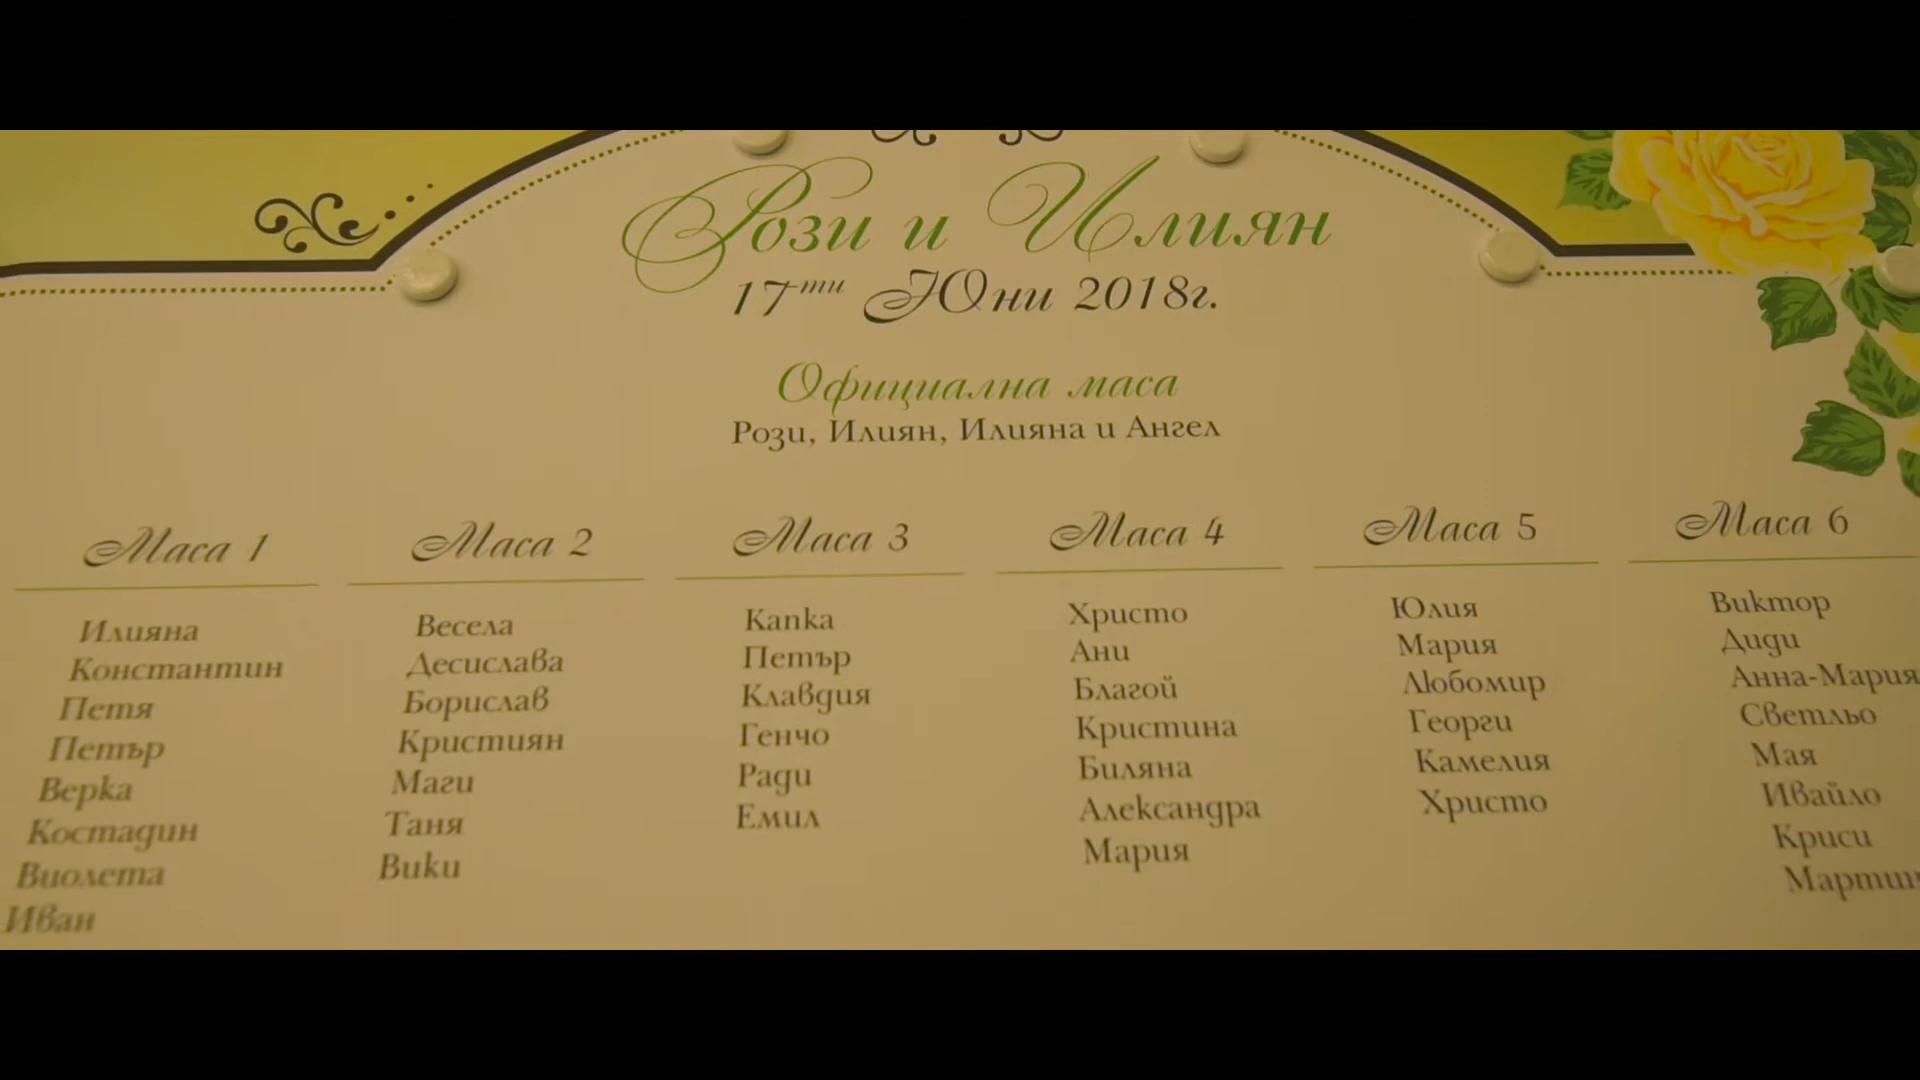 Рози и Илиян
17ти Юни 2018г.
Официална маса
Рози, Илиян, Илияна и Ангел
Маса 1
Илияна
Константин
Петя
Петър
Верка
Костадин
Виолета
Иван
Маса 2
Весела
Десислава
Борислав
Кристиян
Маги
Таня
Вики
Маса 3
Капка
Петър
Клавдия
Генчо
Ради
Емил
Маса 4
Христо
Ани
Благой
Кристина
Биляна
Александра
Мария
Маса 5
Юлия
Мария
Любомир
Георги
Камелия
Христо
Маса 6
Виктор
Диди
Анна-Мария
Светльо
Мая
Ивайло
Криси
Мартин